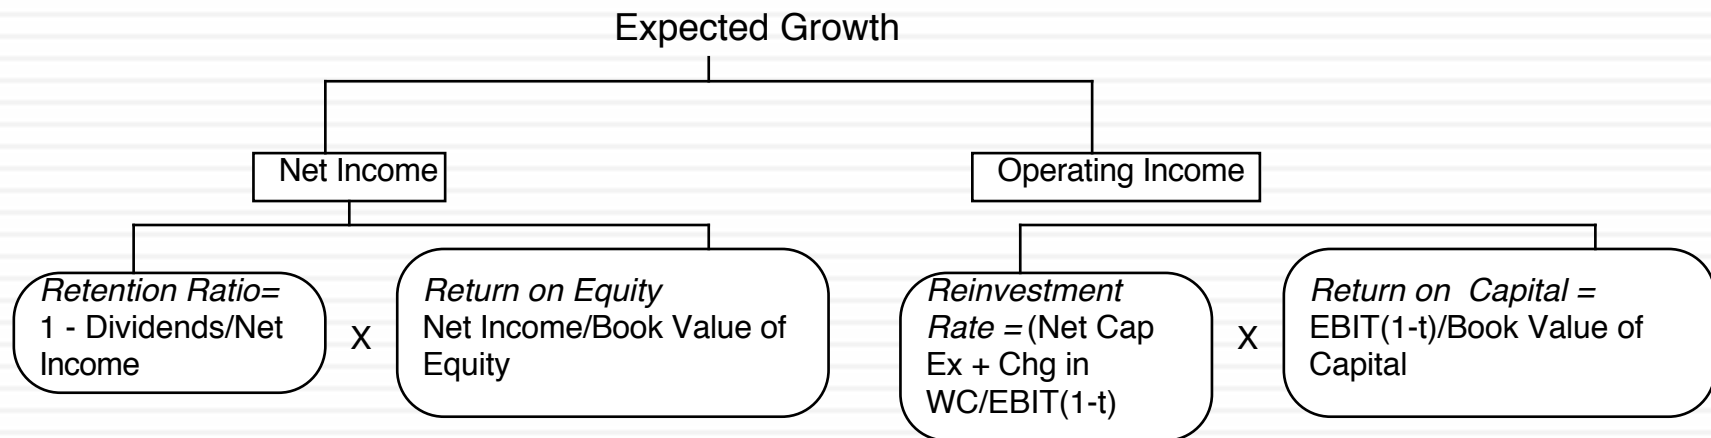 Expected Growth
Net Income
Operating Income
Retention Ratio=
1 - Dividends/Net
Income
X
Return on Equity
Net Income/Book Value of
Equity
Reinvestment
Rate = (Net Cap
Ex + Chg in
WC/EBIT(1-t)
X
Return on Capital =
EBIT(1-t)/Book Value of
Capital